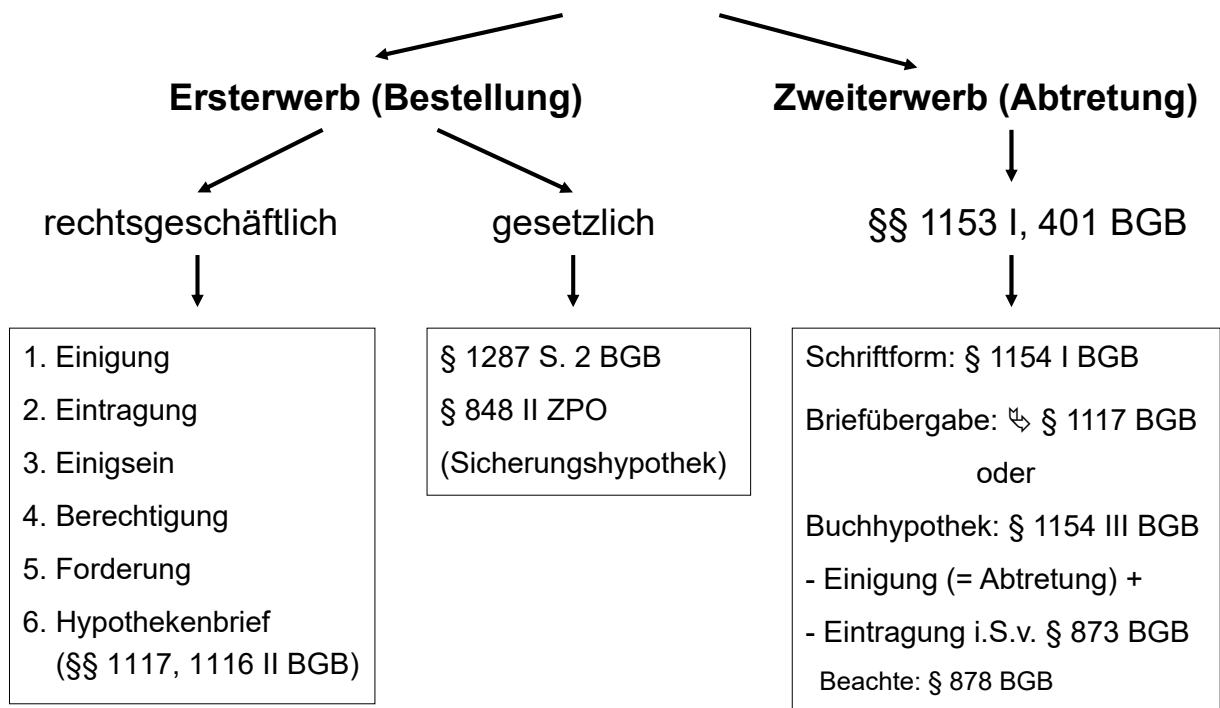 Ersterwerb (Bestellung)
Zweiterwerb (Abtretung)
rechtsgeschäftlich
gesetzlich
§§ 1153 I, 401 BGB
1. Einigung
2. Eintragung
3. Einigsein
4. Berechtigung
5. Forderung
6. Hypothekenbrief
(§§ 1117, 1116 II BGB)
§ 1287 S. 2 BGB
§ 848 II ZPO
(Sicherungshypothek)
Schriftform: § 1154 I BGB
Briefübergabe: ↳ § 1117 BGB
oder
Buchhypothek: § 1154 III BGB
- Einigung (= Abtretung) +
- Eintragung i.S.v. § 873 BGB
Beachte: § 878 BGB